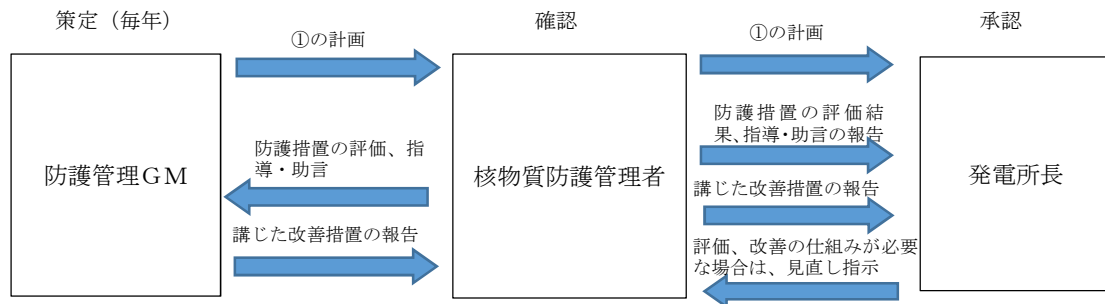 策定（毎年）
確認
承認
①の計画
①の計画
防護管理ＧＭ
核物質防護管理者
発電所長
防護措置の評価、指
導・助言
講じた改善措置の報告
防護措置の評価結
果、指導・助言の報告
講じた改善措置の報告
評価、改善の仕組みが必要
な場合は、見直し指示